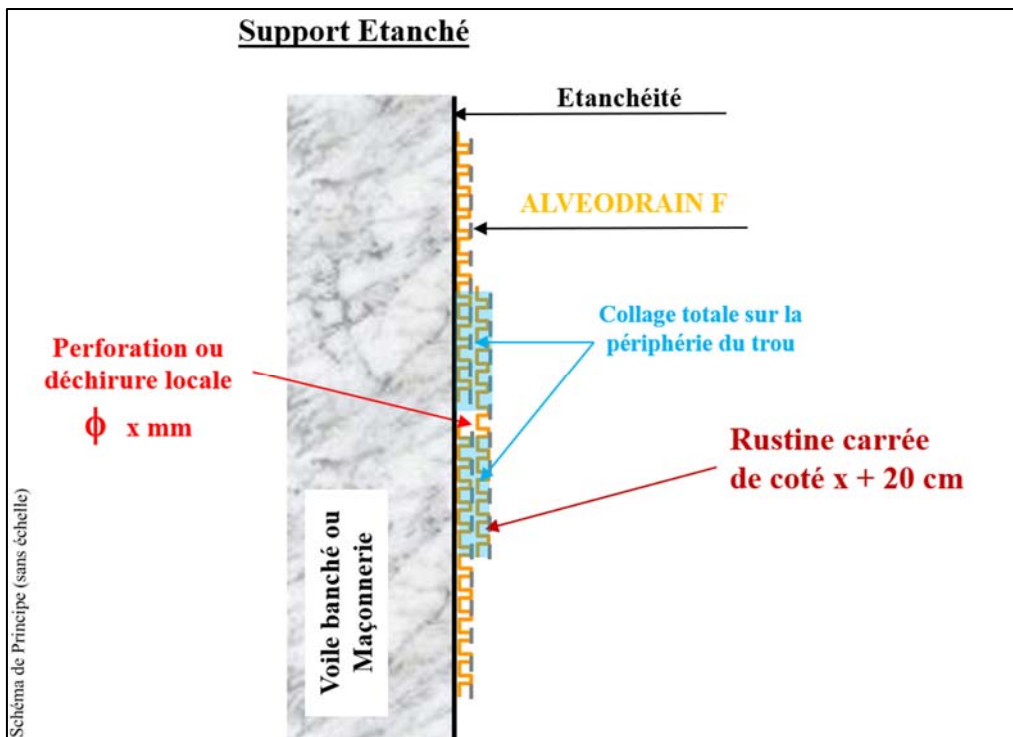 Support Etanché
Etanchéité
ALVEODRAIN F
Collage totale sur la
périphérie du trou
Perforation ou
déchirure locale
ϕ x mm
Rustine carrée
de coté x + 20 cm
Voile banché ou
Maçonnerie
Schéma de Principe (sans échelle)